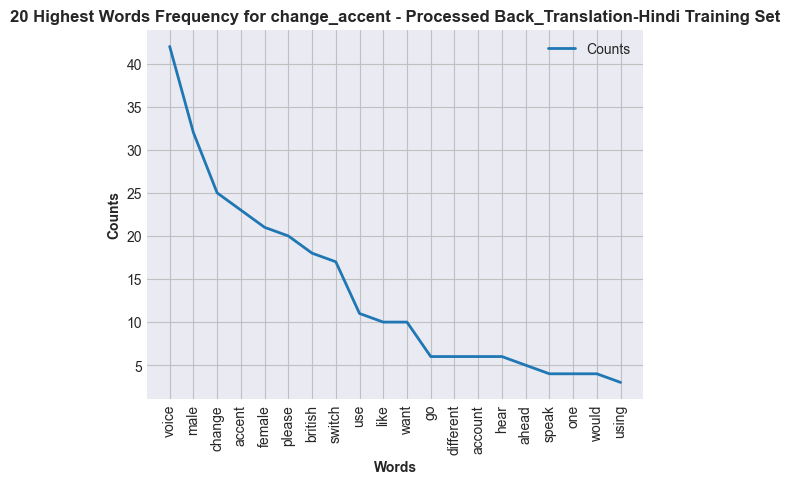 20 Highest Words Frequency for change_accent - Processed Back_Translation-Hindi Training Set
Counts
40
35
30
25
20
15
10
5
Counts
voice
male
change
accent
female
please
british
switch
use
like
want
go
different
account
hear
ahead
speak
one
would
using
Words